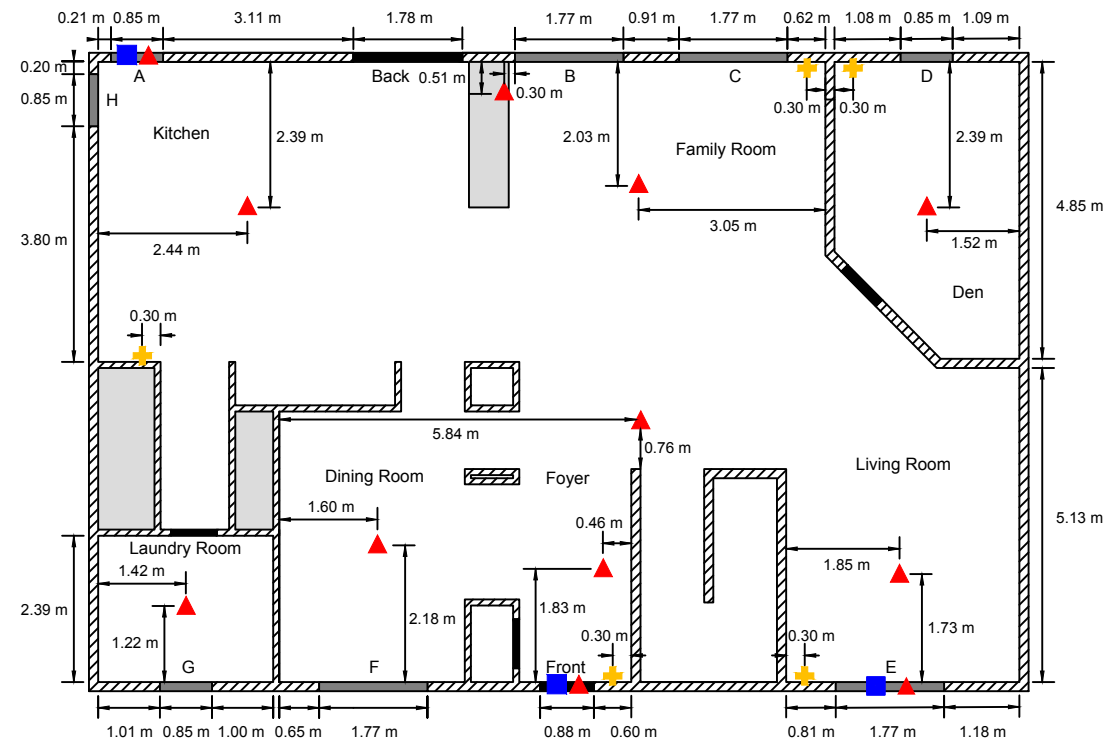 0.21 m 0.85 m 3.11 m 1.78 m 1.77 m 0.91 m 1.77 m 0.62 m 1.08 m 0.85 m 1.09 m
0.20 m A Back 0.51 m B C D
0.85 m H 0.30 m 0.30 m 0.30 m
Kitchen 2.39 m 2.03 m Family Room 2.39 m
4.85 m
3.80 m 2.44 m 3.05 m 1.52 m
Den
0.30 m
5.84 m 0.76 m
Dining Room Foyer Living Room
1.60 m 0.46 m 5.13 m
Laundry Room
1.42 m 1.85 m
2.39 m 1.83 m
1.22 m 2.18 m 0.30 m 0.30 m 1.73 m
G F Front E
1.01 m 0.85 m 1.00 m 0.65 m 1.77 m 0.88 m 0.60 m 0.81 m 1.77 m 1.18 m